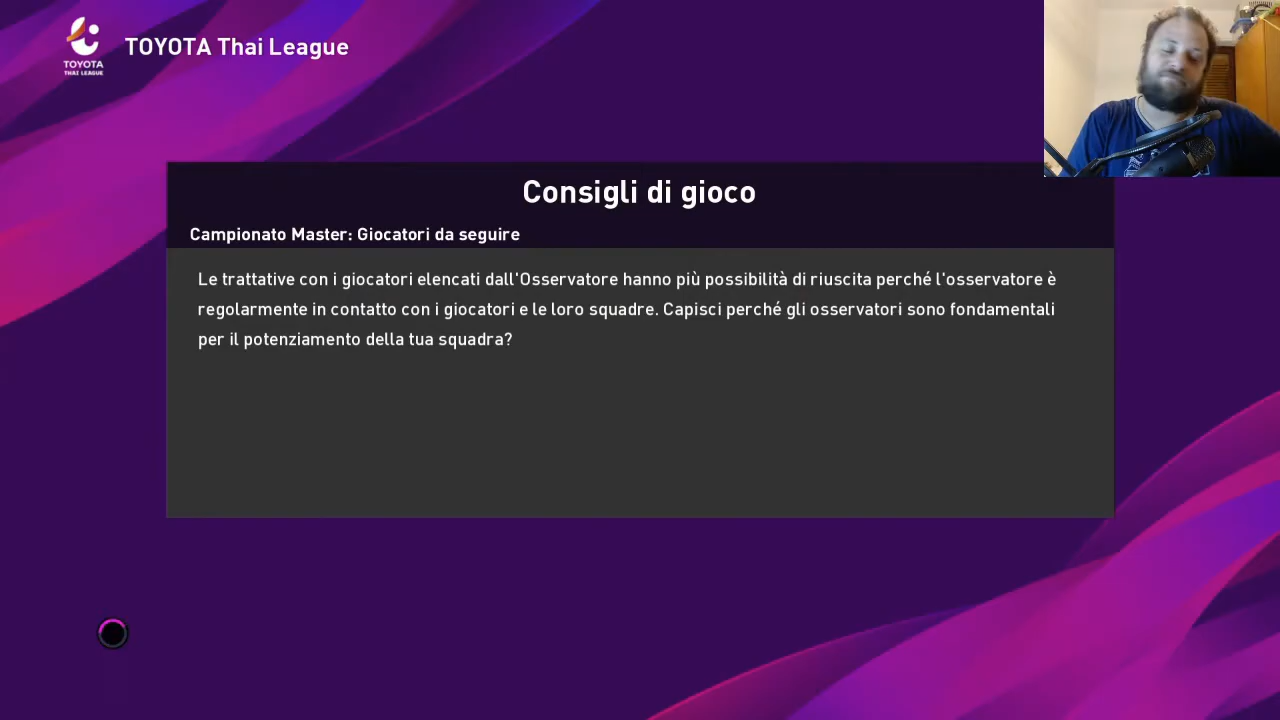 TOYOTA
THAI LEAGUE
TOYOTA Thai League
Consigli di gioco
Campionato Master: Giocatori da seguire
Le trattative con i giocatori elencati dall'Osservatore hanno più possibilità di riuscita perché l'osservatore è
regolarmente in contatto con i giocatori e le loro squadre. Capisci perché gli osservatori sono fondamentali
per il potenziamento della tua squadra?